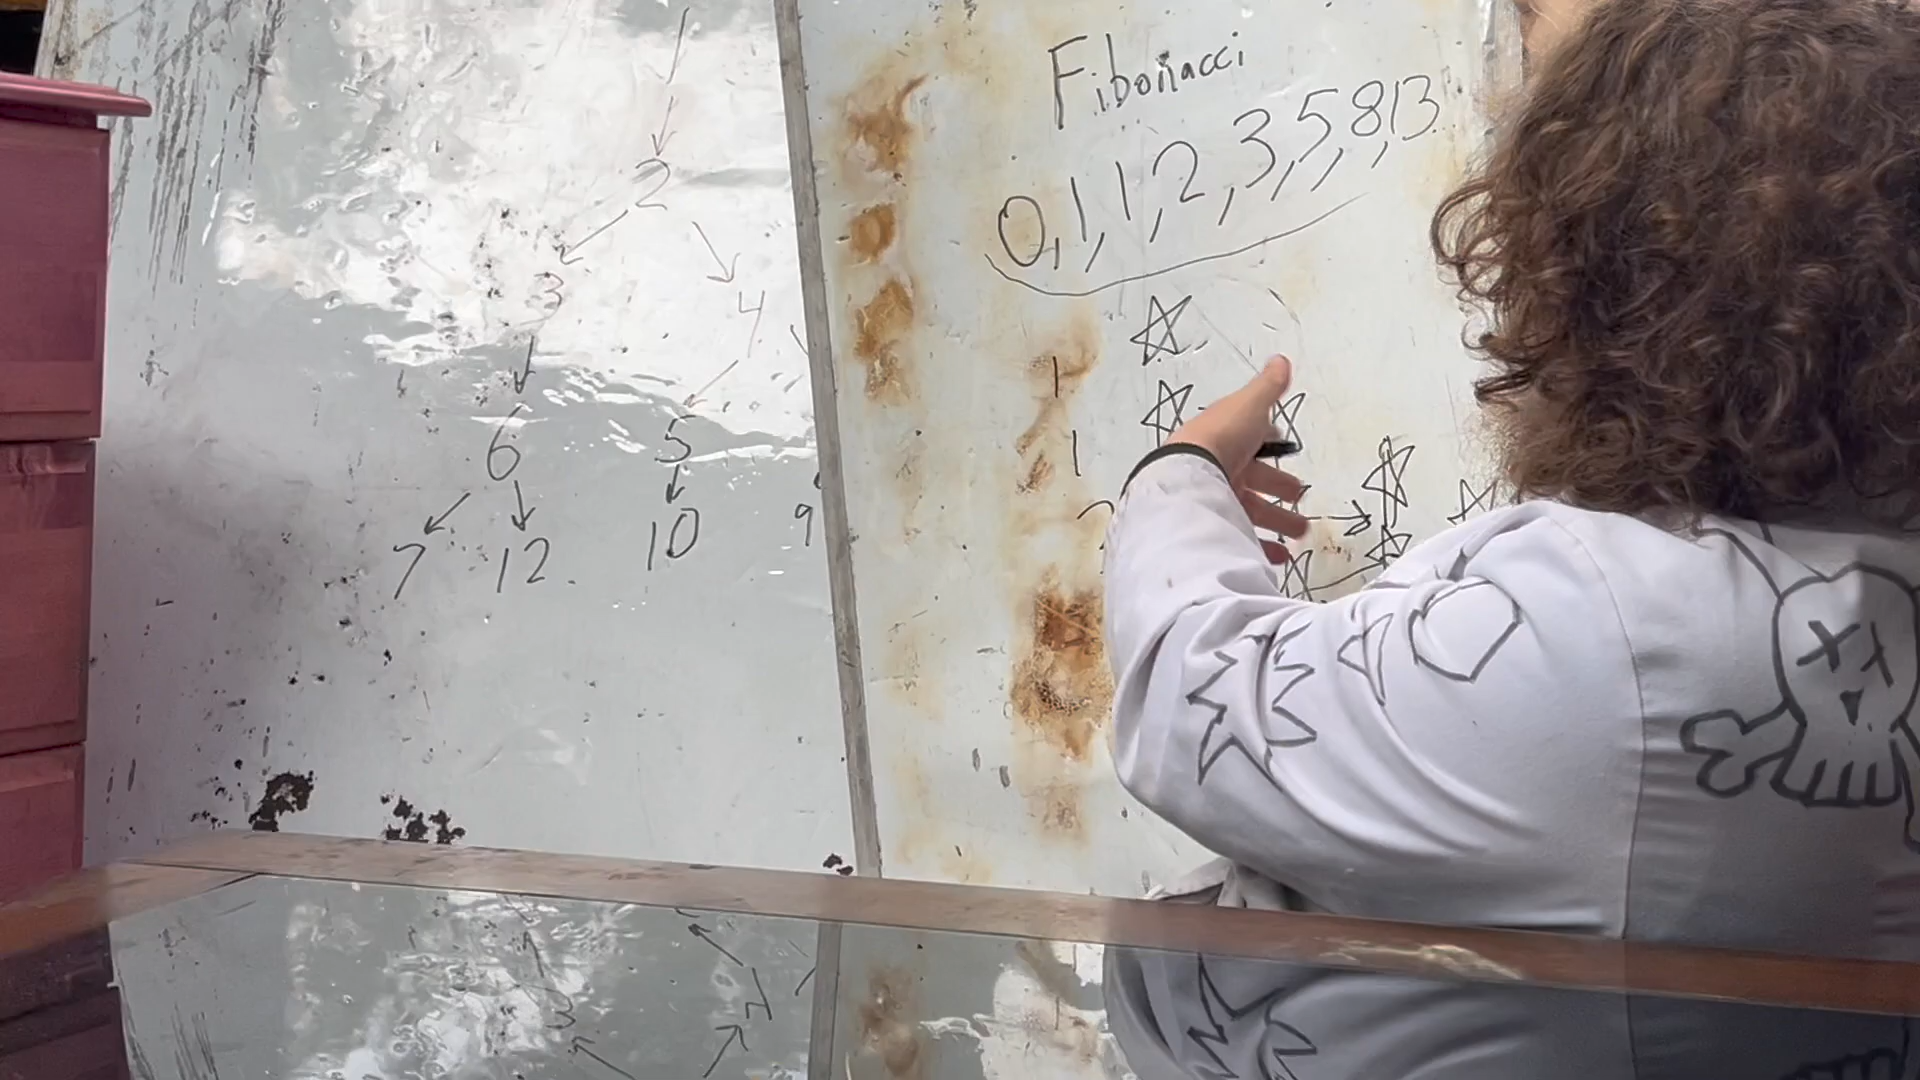 2
3 4
6 5
7 12 10 9
Fibonacci
0, 1, 1, 2, 3, 5, 8, 13
1
1